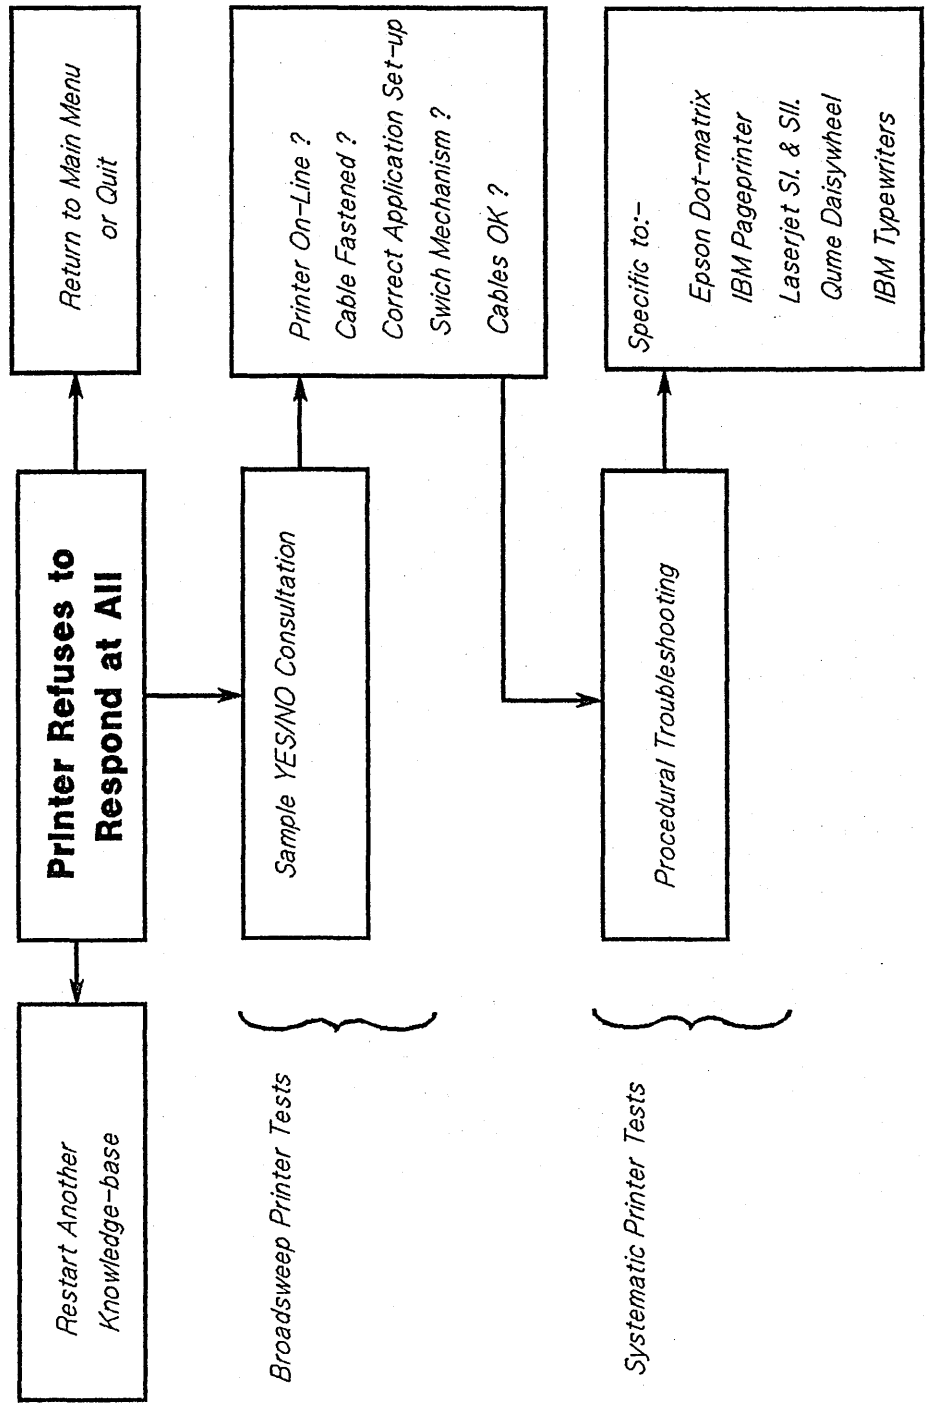 Restart Another
Knowledge-base
Printer Refuses to
Respond at All
Return to Main Menu
or Quit
Broadsweep Printer Tests
Sample YES/NO Consultation
Printer On-Line ?
Cable Fastened ?
Correct Application Set-up
Swich Mechanism ?
Cables OK ?
Systematic Printer Tests
Procedural Troubleshooting
Specific to:-
Epson Dot-matrix
IBM Pageprinter
Laserjet SI. & SII.
Qume Daisywheel
IBM Typewriters